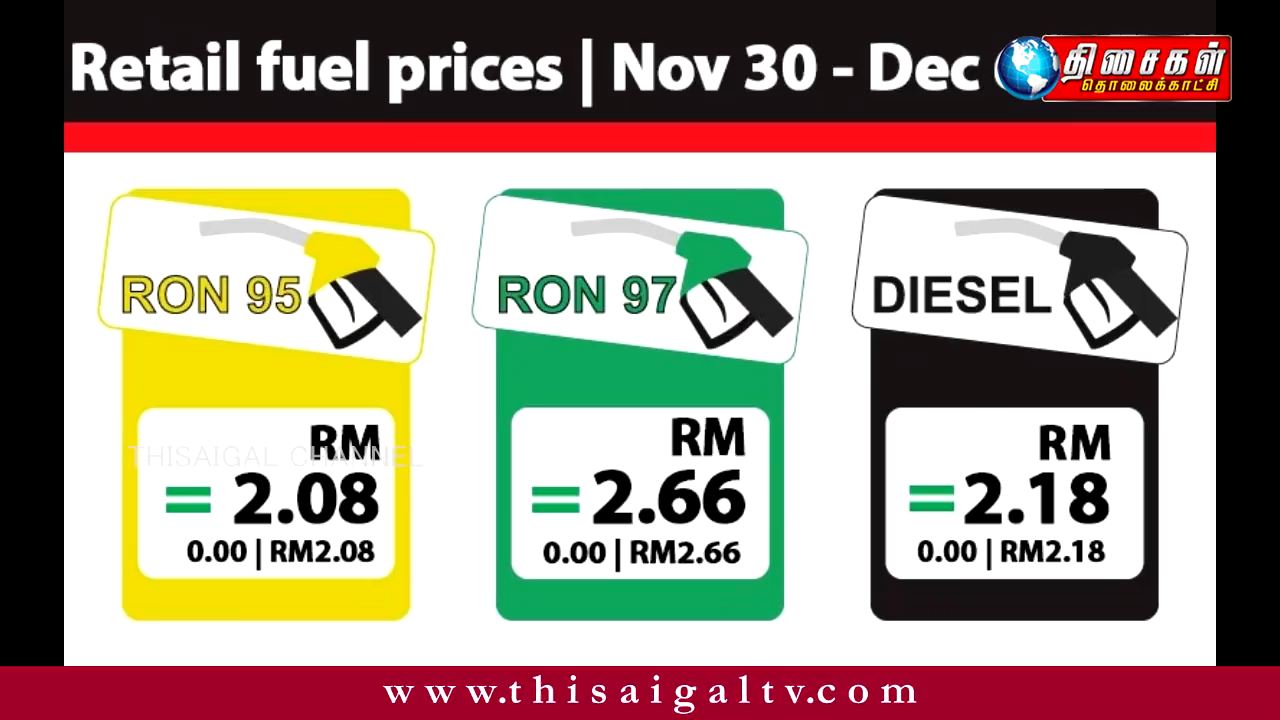 Retail fuel prices | Nov 30 - Dec
திசைகள்
தொலைக்காட்சி
RON 95
RON 97
DIESEL
RM
= 2.08
0.00 | RM2.08
RM
= 2.66
0.00 | RM2.66
RM
= 2.18
0.00 | RM2.18
THISAIGAL CHANNEL
www.thisaigaltv.com